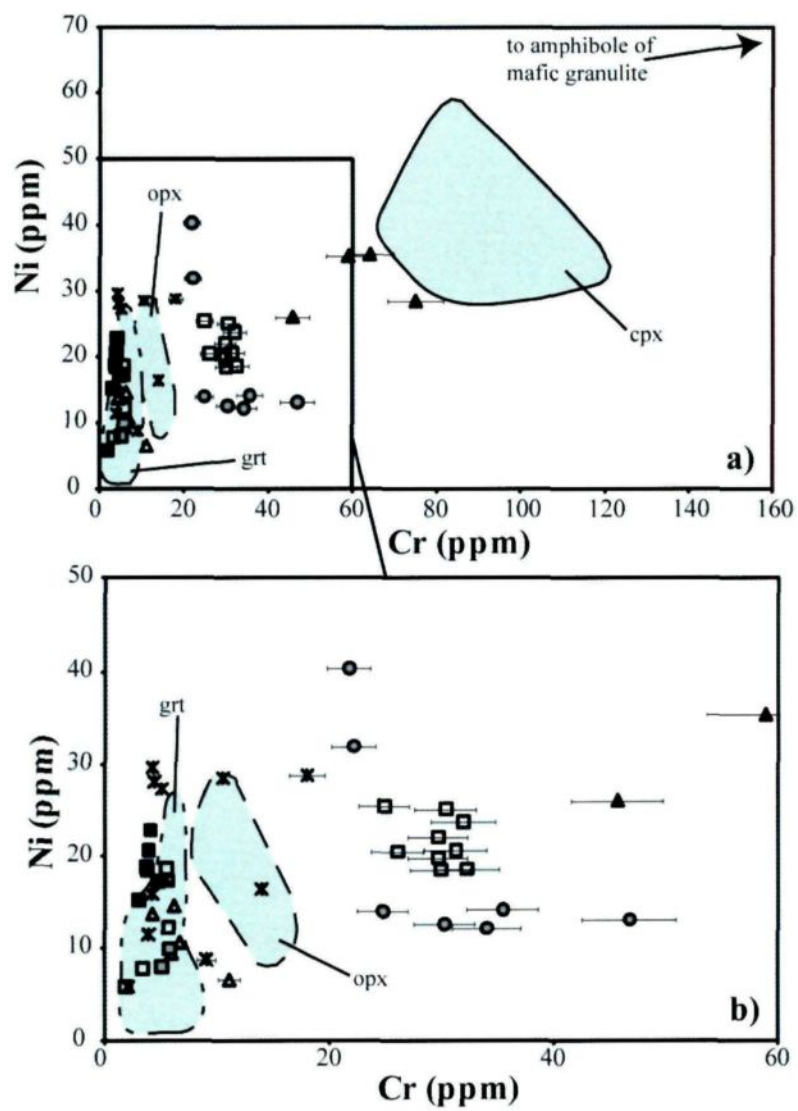 70
60
50
40
30
20
10
0
Ni (ppm)
to amphibole of
mafic granulite
opx
cpx
grt
a)
0 20 40 60 80 100 120 140 160
Cr (ppm)
50
40
30
20
10
0
Ni (ppm)
grt
opx
b)
0 20 40 60
Cr (ppm)